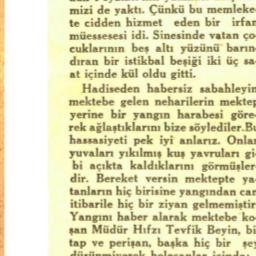 mizi de yaktı. Çünkü bu memleke
te cidden hizmet eden bir irfan
müessesesi idi. Sinesinde vatan ço
cuklarının beş altı yüzünü barın
dıran bir istikbal beşiği iki üç sa
at içinde kül oldu gitti.
Hadiseden habersiz sabahleyin
mektebe gelen neharilerin mektep
yerine bir yangın harabesi göre
rek ağlaştıklarını bize söylediler. Bu
hassasiyeti pek iyi anlarız. Onlar
yuvaları yıkılmış kuş yavruları gi
bi açıkta kaldıklarını görmüşler
dir. Bereket versin mektepte ya
tanların hiç birisine yangından can
itibarile hiç bir ziyan gelmemiştir
Yangını haber alarak mektebe ko
şan Müdür Hıfzı Tevfik Beyin, bi
tap ve perişan, başka hiç bir şey